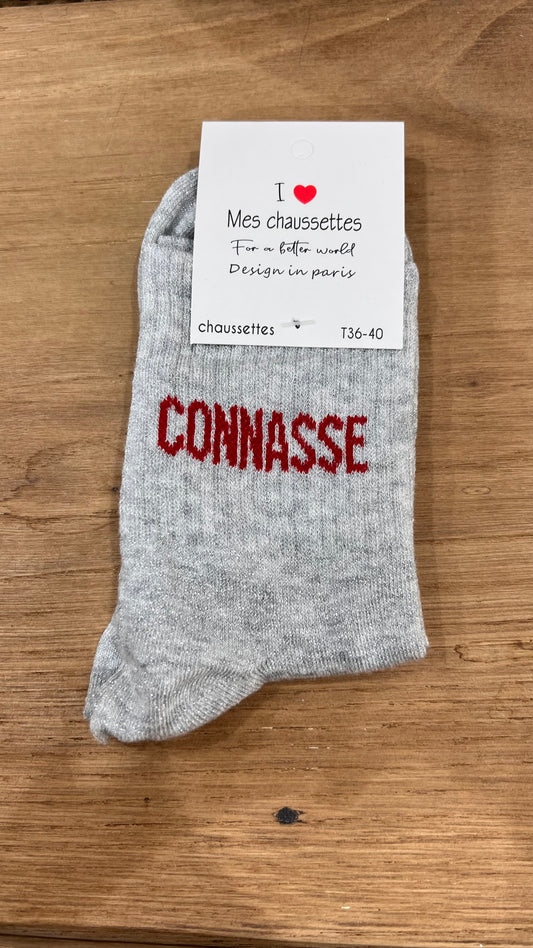 I ❤
Mes chaussettes
For a better world
Design in paris
chaussettes T36-40
CONNASSE